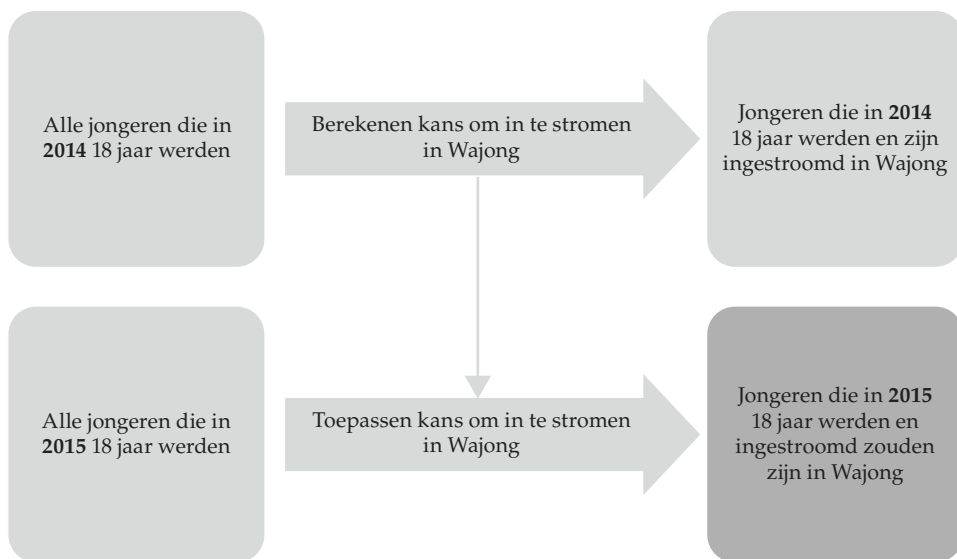 Alle jongeren die in
2014 18 jaar werden
Berekenen kans om in te stromen
in Wajong
Jongeren die in 2014
18 jaar werden en zijn
ingestroomd in Wajong
Alle jongeren die in
2015 18 jaar werden
Toepassen kans om in te stromen
in Wajong
Jongeren die in 2015
18 jaar werden en
ingestroomd zouden
zijn in Wajong